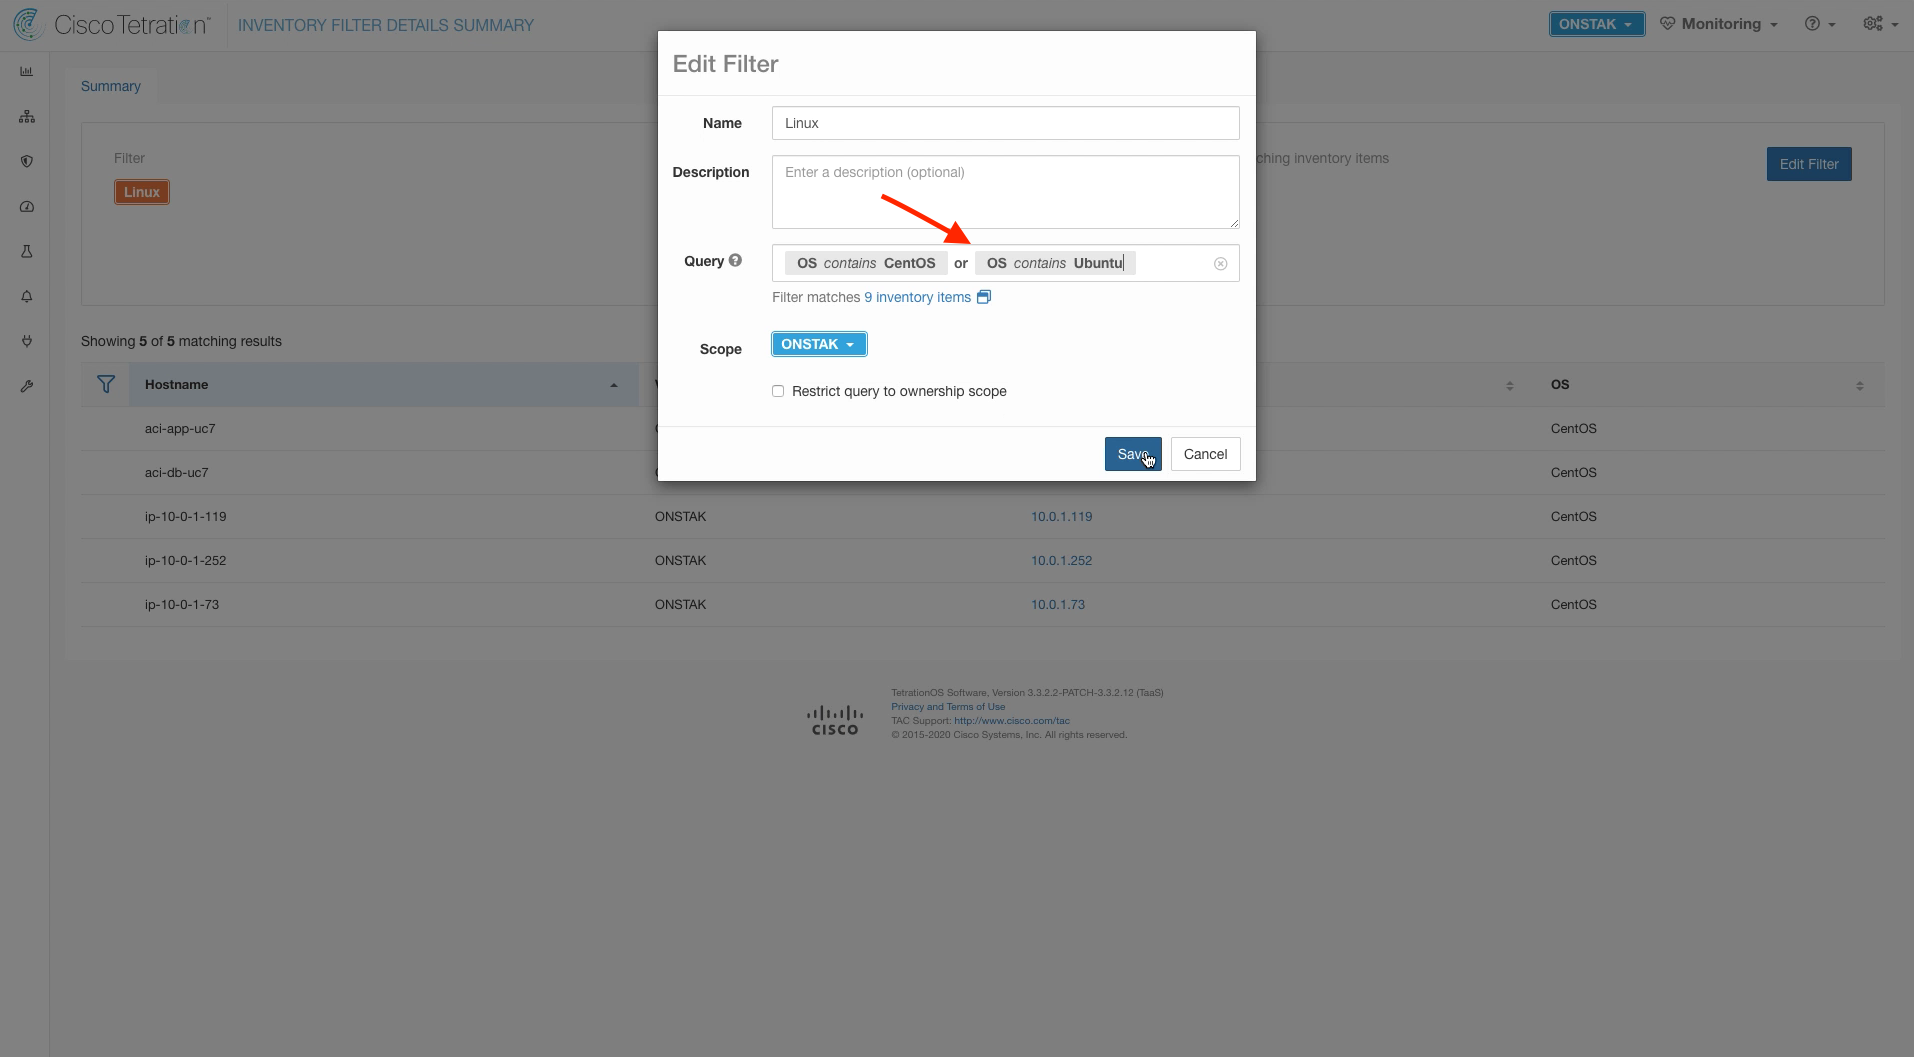 Cisco Tetration™ INVENTORY FILTER DETAILS SUMMARY ONSTAK Monitoring
Summary
Filter
Linux
ching inventory items
Edit Filter
Edit Filter
Name Linux
Description Enter a description (optional)
Query OS contains CentOS or OS contains Ubuntu
Filter matches 9 inventory items
Scope ONSTAK
Restrict query to ownership scope
Save Cancel
Showing 5 of 5 matching results
Hostname OS
aci-app-uc7 CentOS
aci-db-uc7 CentOS
ip-10-0-1-119 ONSTAK 10.0.1.119 CentOS
ip-10-0-1-252 ONSTAK 10.0.1.252 CentOS
ip-10-0-1-73 ONSTAK 10.0.1.73 CentOS
CISCO
TetrationOS Software, Version 3.3.2.2-PATCH-3.3.2.12 (TaaS)
Privacy and Terms of Use
TAC Support: http://www.cisco.com/tac
© 2015-2020 Cisco Systems, Inc. All rights reserved.